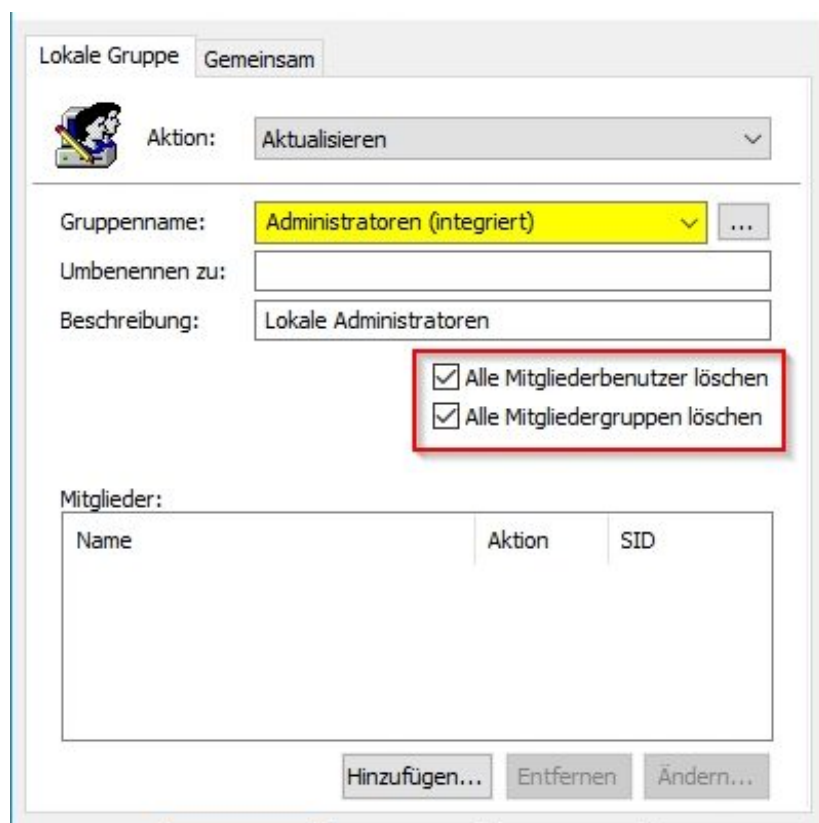 Lokale Gruppe Gemeinsam
Aktion: Aktualisieren
Gruppenname: Administratoren (integriert) ...
Umbenennen zu:
Beschreibung: Lokale Administratoren
Alle Mitgliederbenutzer löschen
Alle Mitgliedergruppen löschen
Mitglieder:
Name Aktion SID
Hinzufügen... Entfernen Ändern...